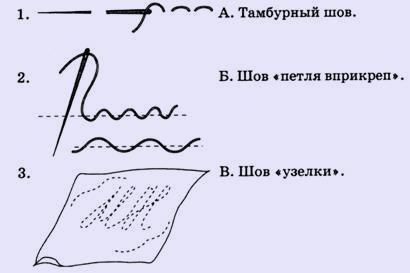 1. А. Тамбурный шов.
2. Б. Шов «петля вприкреп».
3. В. Шов «узелки».